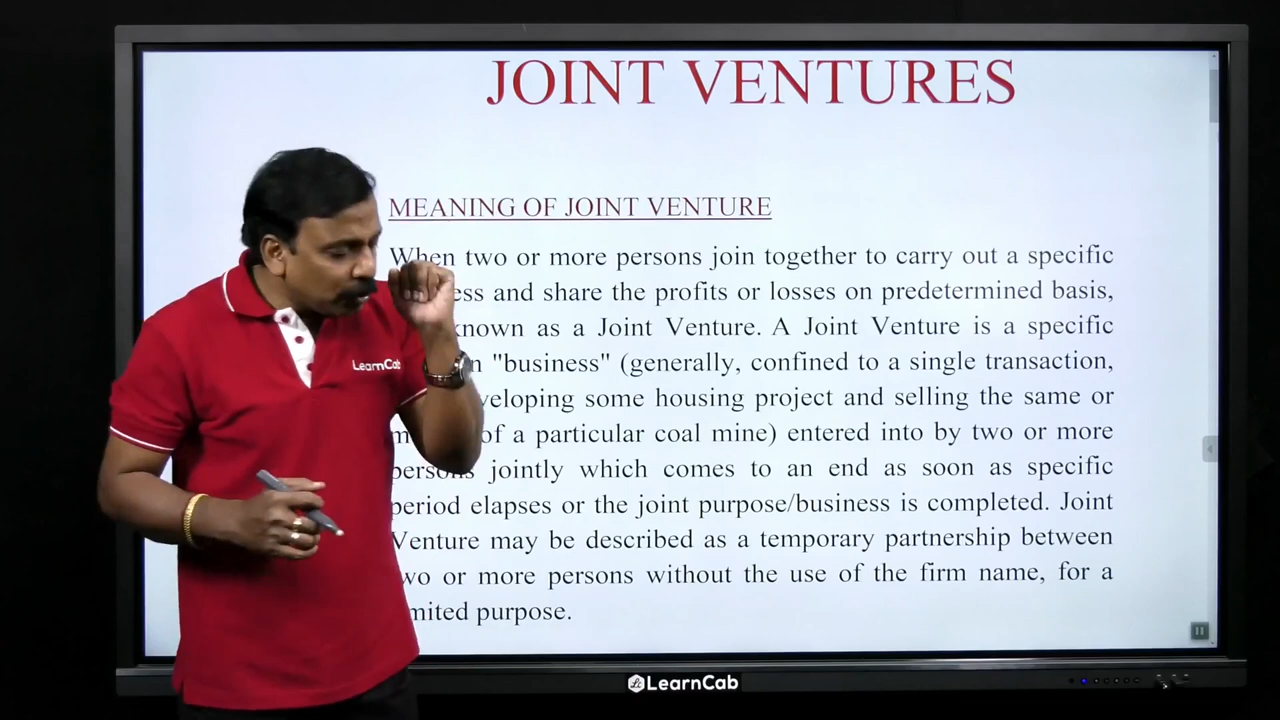 JOINT VENTURES
MEANING OF JOINT VENTURE
When two or more persons join together to carry out a specific
and share the profits or losses on predetermined basis,
known as a Joint Venture. A Joint Venture is a specific
"business" (generally, confined to a single transaction,
some housing project and selling the same or
of a particular coal mine) entered into by two or more
persons jointly which comes to an end as soon as specific
period elapses or the joint purpose/business is completed. Joint
Venture may be described as a temporary partnership between
two or more persons without the use of the firm name, for a
purpose.
LearnCab
LearnCab